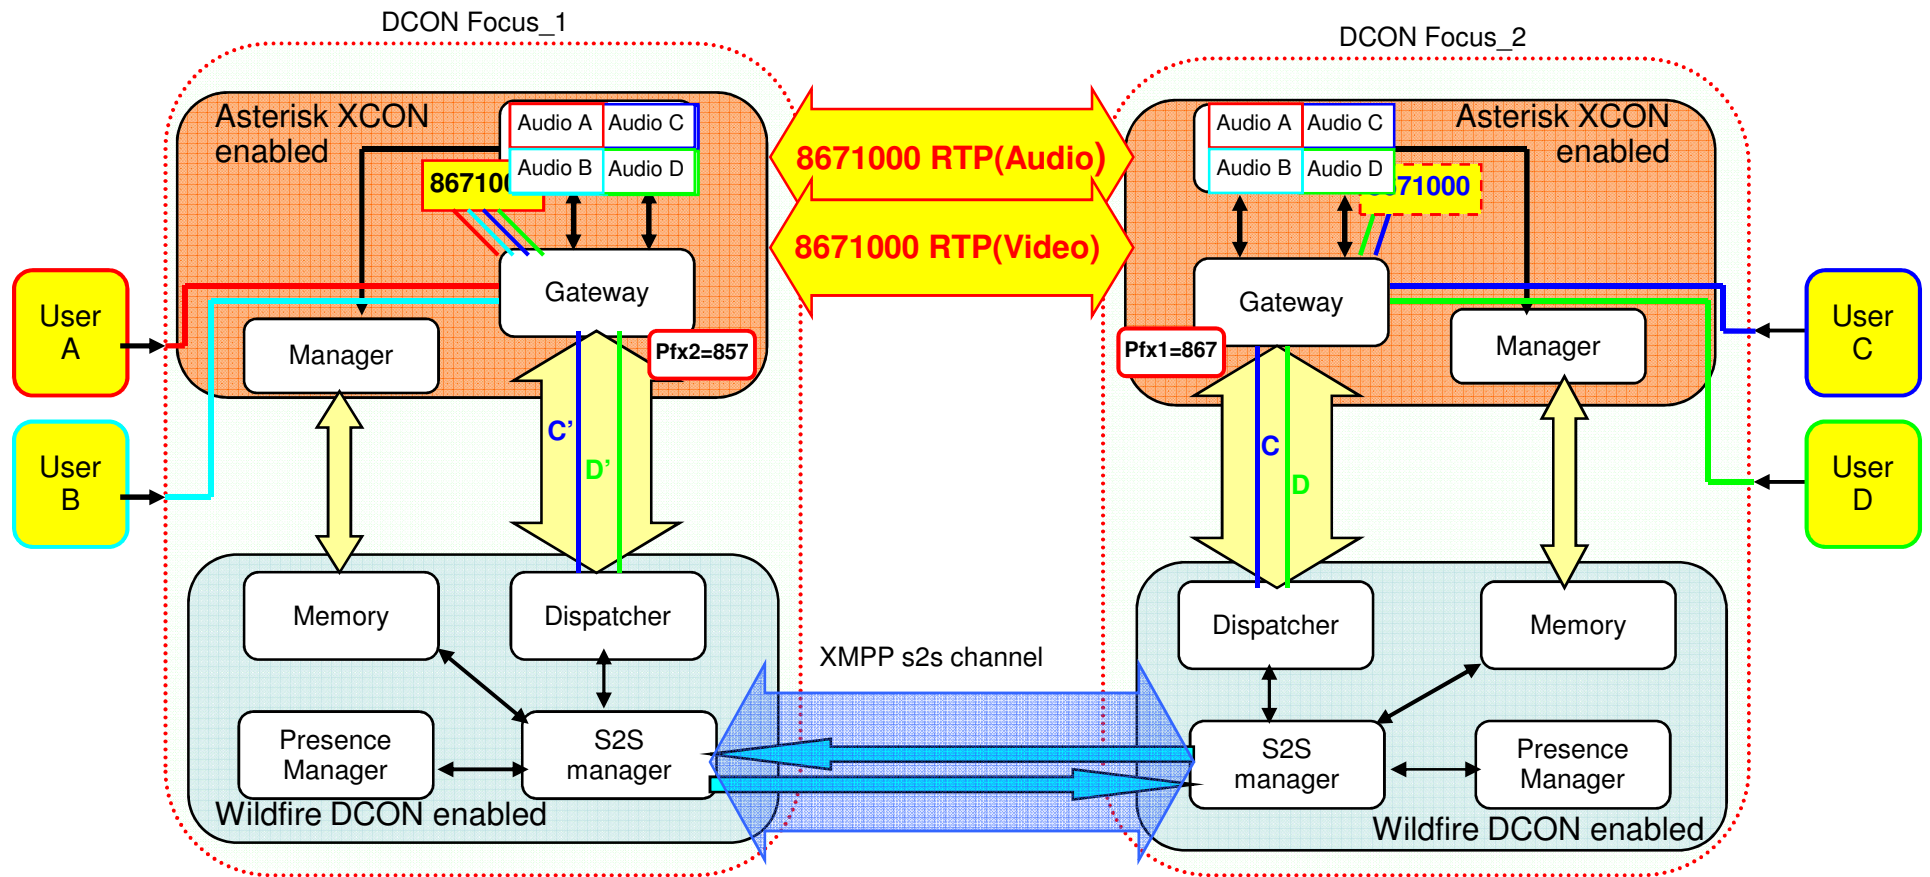 DCON Focus_1
DCON Focus_2
Asterisk XCON
enabled
Audio A
Audio C
Audio B
Audio D
867100
8671000 RTP(Audio)
8671000 RTP(Video)
Audio A
Audio C
Audio B
Audio D
Asterisk XCON
enabled
8671000
User
A
User
B
Gateway
Manager
Pfx2=857
C’
D’
Gateway
Manager
Pfx1=867
C
D
User
C
User
D
Memory
Dispatcher
Presence
Manager
S2S
manager
Wildfire DCON enabled
XMPP s2s channel
Dispatcher
Memory
S2S
manager
Presence
Manager
Wildfire DCON enabled